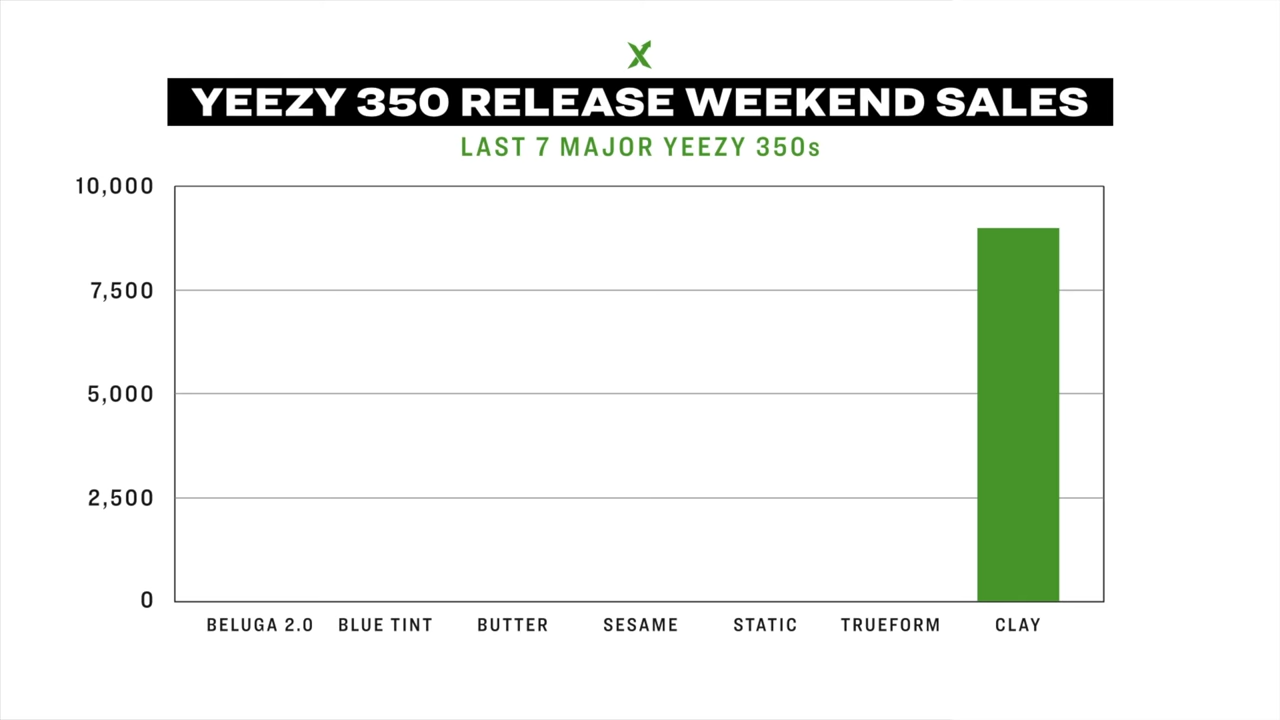 YEEZY 350 RELEASE WEEKEND SALES
LAST 7 MAJOR YEEZY 350s
10,000
7,500
5,000
2,500
0
BELUGA 2.0 BLUE TINT BUTTER SESAME STATIC TRUEFORM CLAY